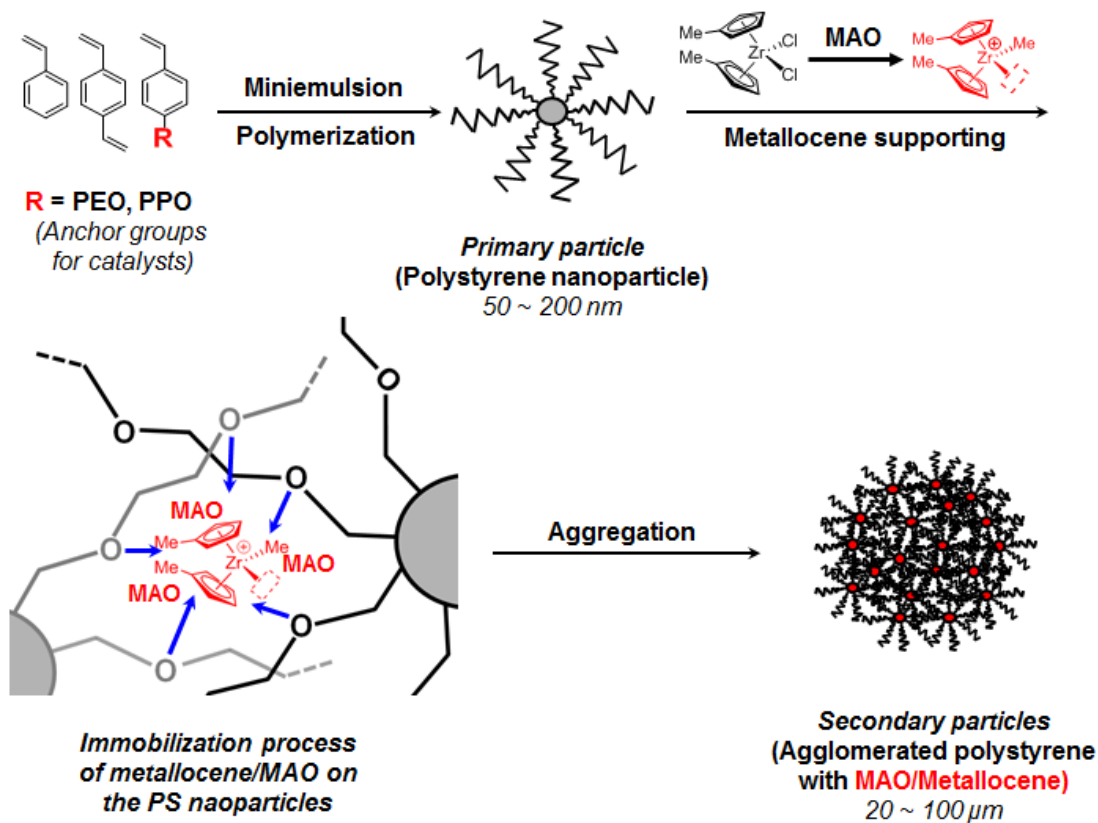 Miniemulsion
Polymerization
R
R = PEO, PPO
(Anchor groups
for catalysts)
Primary particle
(Polystyrene nanoparticle)
50 ~ 200 nm
Me
Me
Zr
Cl
Cl
MAO
Me
Me
Zr
⊕
Me
Metallocene supporting
O
O
O
O
O
O
O
MAO
Me
Me
Zr
⊕
Me
MAO
MAO
Immobilization process
of metallocene/MAO on
the PS naoparticles
Aggregation
Secondary particles
(Agglomerated polystyrene
with MAO/Metallocene)
20 ~ 100 µm